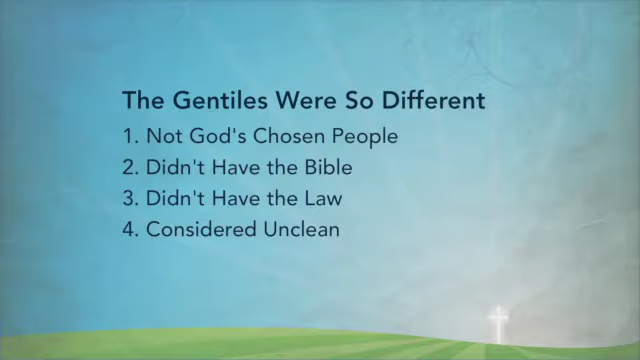 The Gentiles Were So Different
1. Not God's Chosen People
2. Didn't Have the Bible
3. Didn't Have the Law
4. Considered Unclean